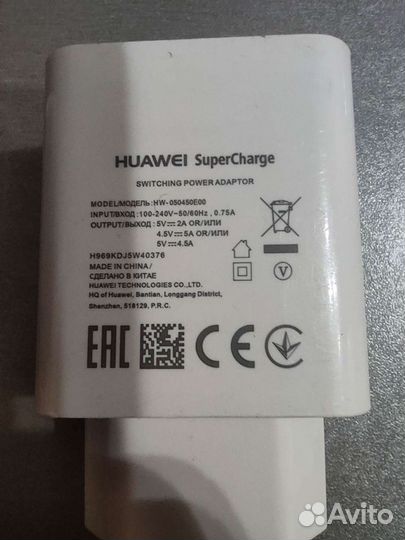 HUAWEI SuperCharge
SWITCHING POWER ADAPTOR
MODEL/МОДЕЛЬ: HW-050450E00
INPUT/ВХОД: 100-240V~50/60Hz, 0.75A
OUTPUT/ВЫХОД: 5V⎓2A OR/ИЛИ
4.5V⎓5A OR/ИЛИ
5V⎓4.5A
H969KDJ5W40376
MADE IN CHINA/
СДЕЛАНО В КИТАЕ
HUAWEI TECHNOLOGIES CO.,LTD.
HQ of Huawei, Bantian, Longgang District,
Shenzhen, 518129, P.R.C.
V
EAC CE
Avito